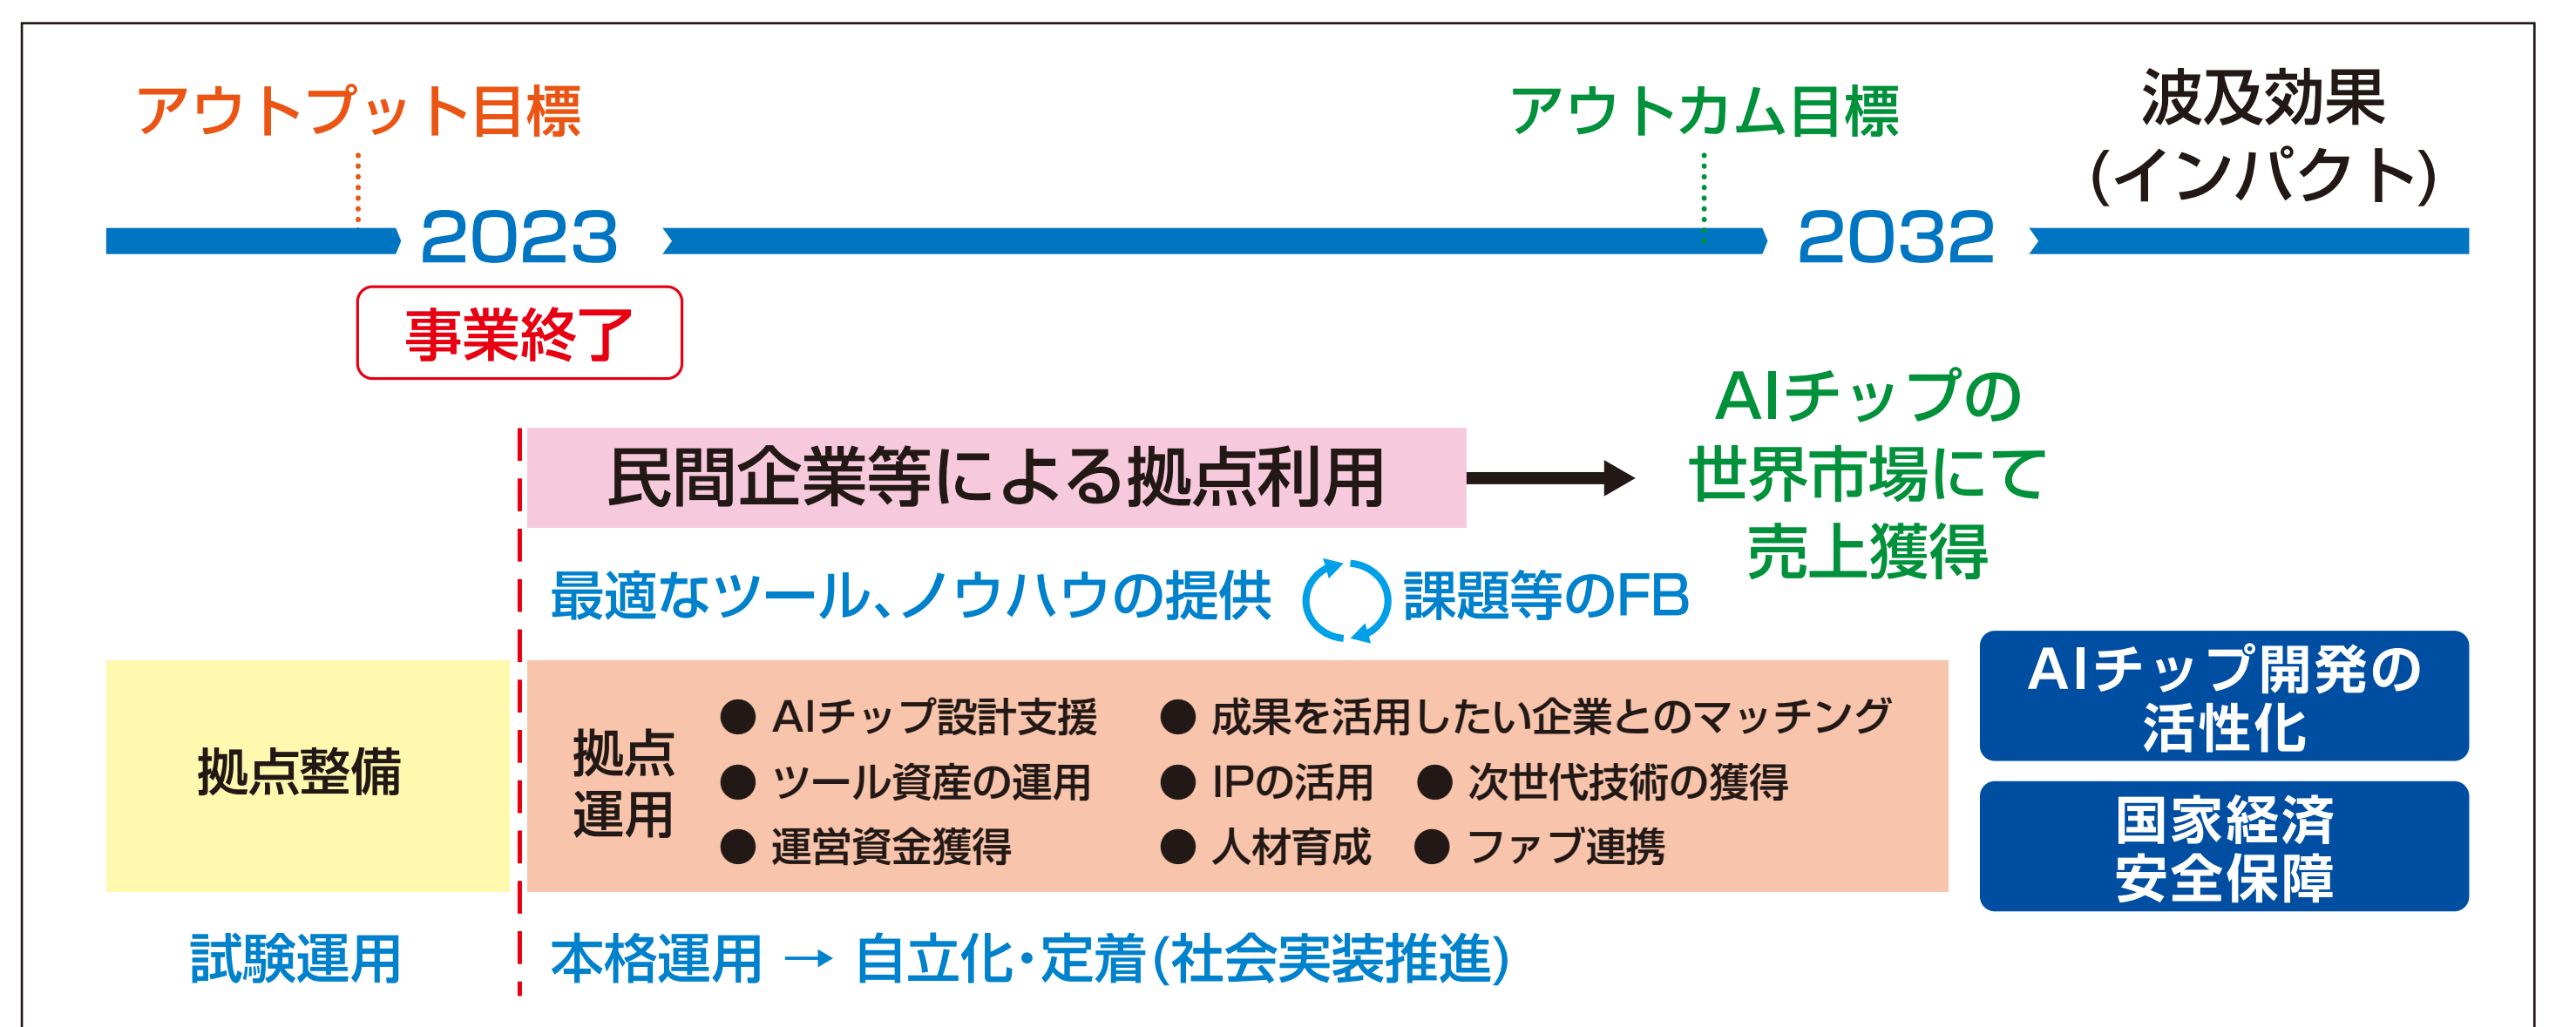 アウトプット目標
アウトカム目標
波及効果
(インパクト)
2023
2032
事業終了
民間企業等による拠点利用
AIチップの
世界市場にて
売上獲得
最適なツール、ノウハウの提供
課題等のFB
拠点整備
拠点
運用
● AIチップ設計支援
● 成果を活用したい企業とのマッチング
● ツール資産の運用
● IPの活用
● 次世代技術の獲得
● 運営資金獲得
● 人材育成
● ファブ連携
AIチップ開発の
活性化
国家経済
安全保障
試験運用
本格運用 → 自立化・定着(社会実装推進)